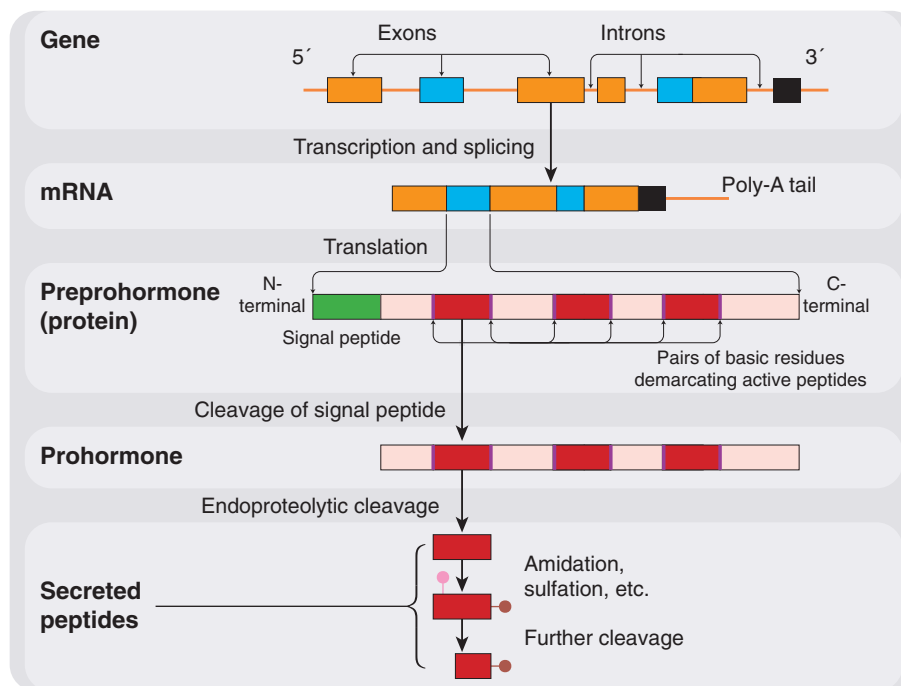 Gene
Exons
Introns
5´
3´
Transcription and splicing
mRNA
Poly-A tail
Translation
Preprohormone
(protein)
N-
terminal
C-
terminal
Signal peptide
Pairs of basic residues
demarcating active peptides
Cleavage of signal peptide
Prohormone
Endoproteolytic cleavage
Secreted
peptides
Amidation,
sulfation, etc.
Further cleavage